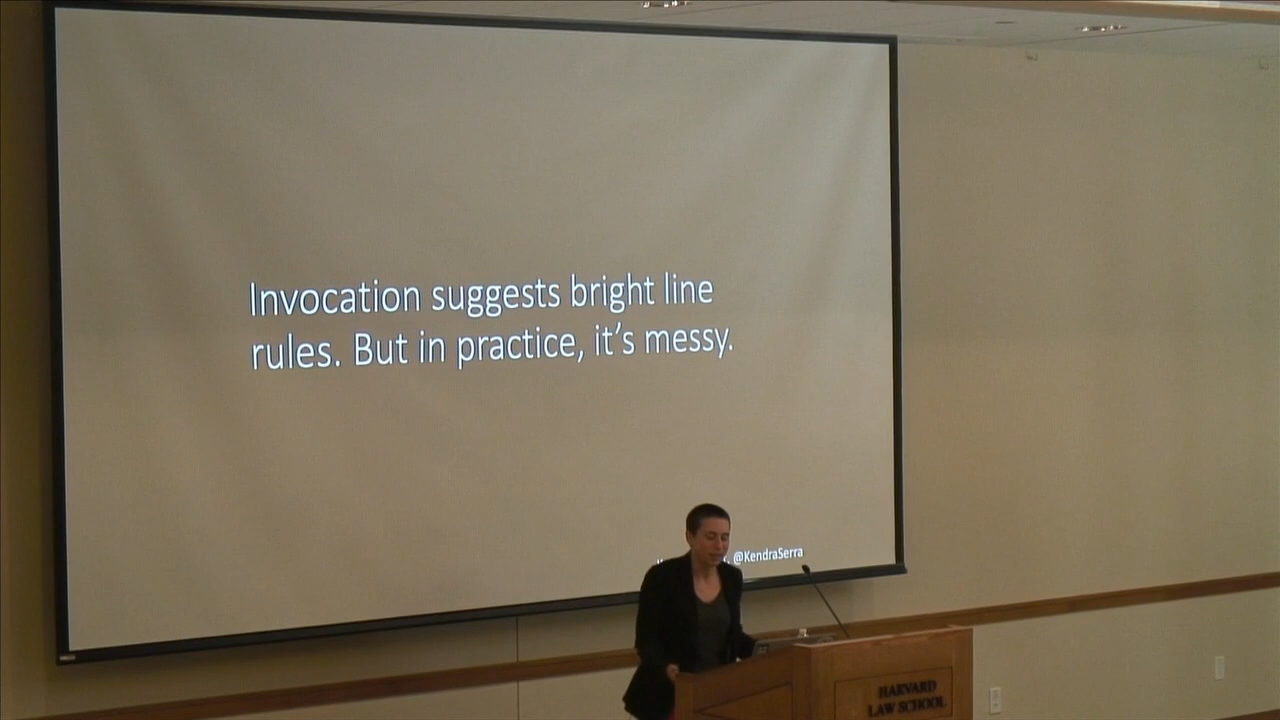 Invocation suggests bright line
rules. But in practice, it's messy.
@KendraSerra
HARVARD
LAW SCHOOL